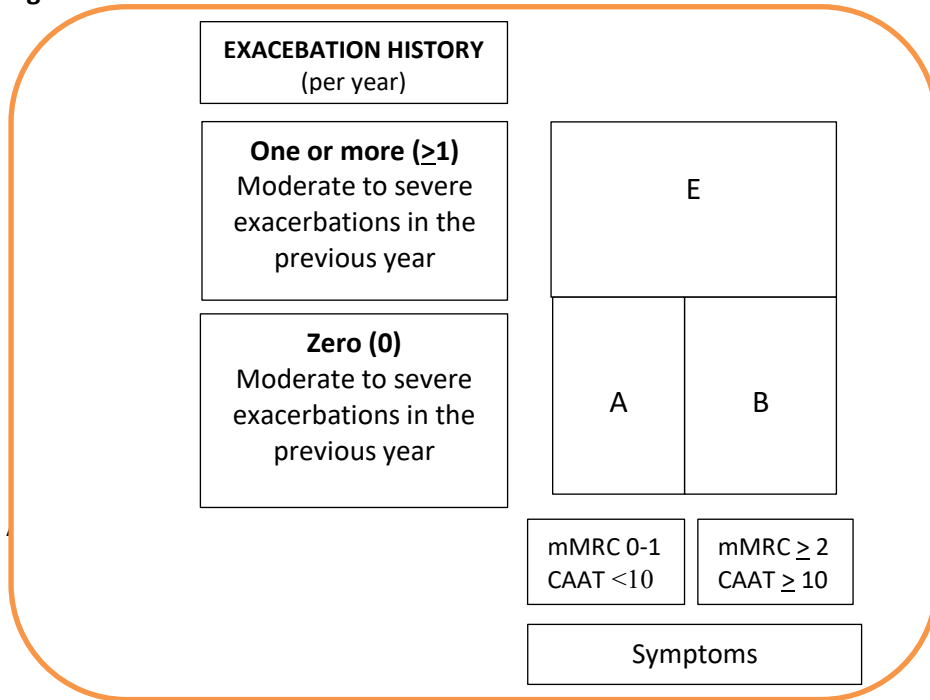 g
EXACEBATION HISTORY
(per year)
One or more (≥1)
Moderate to severe
exacerbations in the
previous year
E
Zero (0)
Moderate to severe
exacerbations in the
previous year
A
B
mMRC 0-1
CAAT <10
mMRC ≥ 2
CAAT ≥ 10
Symptoms